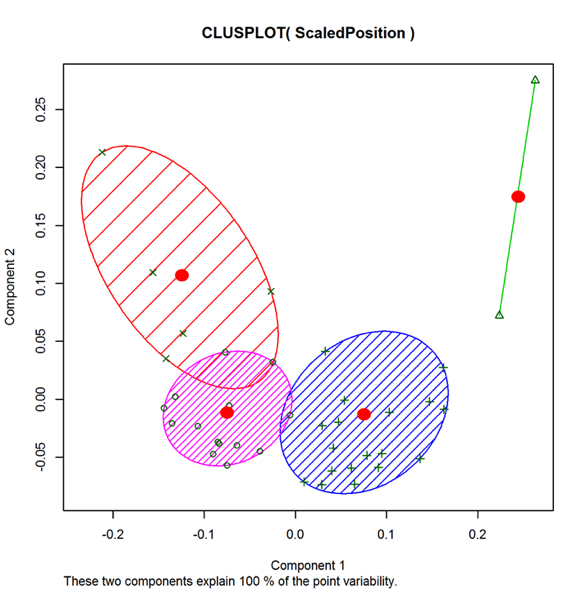 CLUSPLOT( ScaledPosition )
Component 2
0.25
0.20
0.15
0.10
0.05
0.00
-0.05
-0.2 -0.1 0.0 0.1 0.2
Component 1
These two components explain 100 % of the point variability.